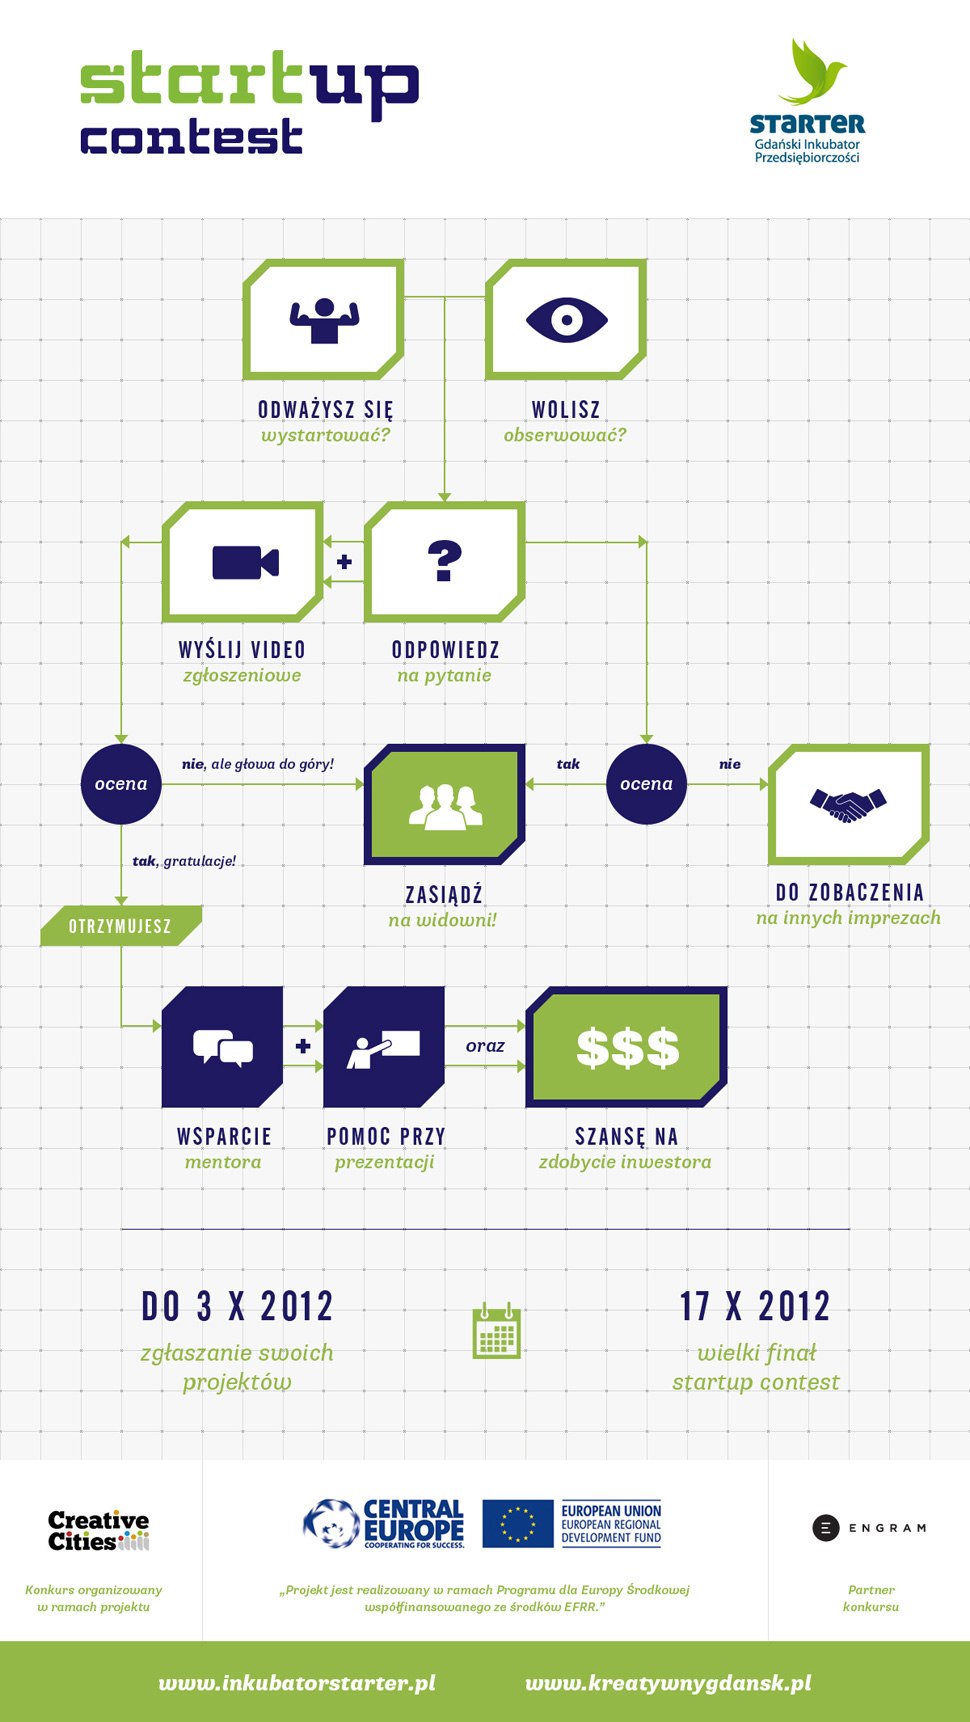 startup
contest
STARTER
Gdański Inkubator
Przedsiębiorczości
ODWAŻYSZ SIĘ
wystartować?
WOLISZ
obserwować?
+
?
WYŚLIJ VIDEO
zgłoszeniowe
ODPOWIEDZ
na pytanie
ocena
nie, ale głowa do góry!
tak
ocena
nie
tak, gratulacje!
ZASIĄDŹ
na widowni!
DO ZOBACZENIA
na innych imprezach
OTRZYMUJESZ
+
oraz
$$$
WSPARCIE
mentora
POMOC PRZY
prezentacji
SZANSĘ NA
zdobycie inwestora
DO 3 X 2012
zgłaszanie swoich
projektów
17 X 2012
wielki finał
startup contest
Creative
Cities
Konkurs organizowany
w ramach projektu
CENTRAL
EUROPE
COOPERATING FOR SUCCESS.
EUROPEAN UNION
EUROPEAN REGIONAL
DEVELOPMENT FUND
„Projekt jest realizowany w ramach Programu dla Europy Środkowej
współfinansowanego ze środków EFRR.”
ENGRAM
Partner
konkursu
www.inkubatorstarter.pl
www.kreatywnygdansk.pl